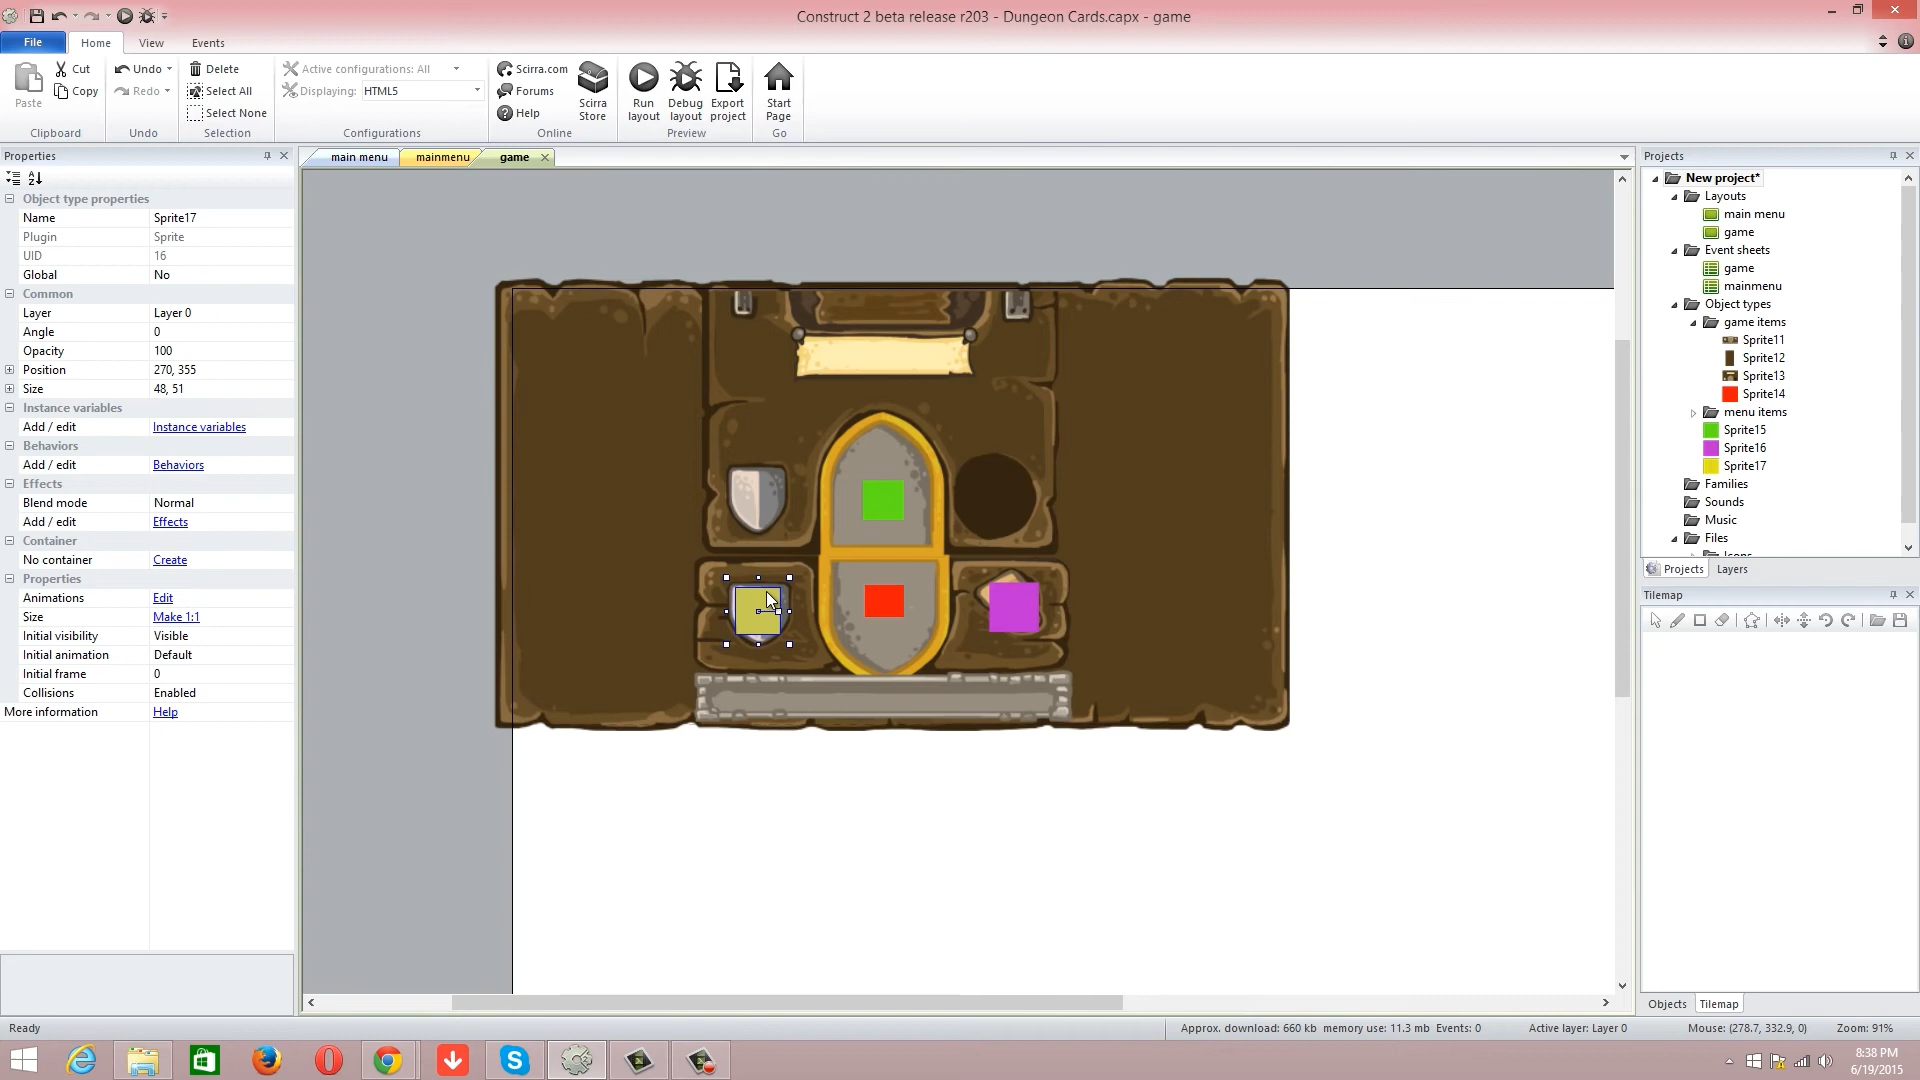 Construct 2 beta release r203 - Dungeon Cards.capx - game
File Home View Events
Paste Cut Copy Undo Redo Delete Select All Select None
Active configurations: All
Displaying: HTML5
Scirra.com Forums Help Scirra Store
Run layout Debug layout Export project Start Page
Clipboard Undo Selection Configurations Online Preview Go
Properties
main menu mainmenu game
Object type properties
Name Sprite17
Plugin Sprite
UID 16
Global No
Common
Layer Layer 0
Angle 0
Opacity 100
Position 270, 355
Size 48, 51
Instance variables
Add / edit Instance variables
Behaviors
Add / edit Behaviors
Effects
Blend mode Normal
Add / edit Effects
Container
No container Create
Properties
Animations Edit
Size Make 1:1
Initial visibility Visible
Initial animation Default
Initial frame 0
Collisions Enabled
More information Help
Projects
New project*
Layouts
main menu
game
Event sheets
game
mainmenu
Object types
game items
Sprite11
Sprite12
Sprite13
Sprite14
menu items
Sprite15
Sprite16
Sprite17
Families
Sounds
Music
Files
Icons
Projects Layers
Tilemap
Objects Tilemap
Ready
Approx. download: 660 kb memory use: 11.3 mb Events: 0 Active layer: Layer 0 Mouse: (278.7, 332.9, 0) Zoom: 91%
8:38 PM
6/19/2015